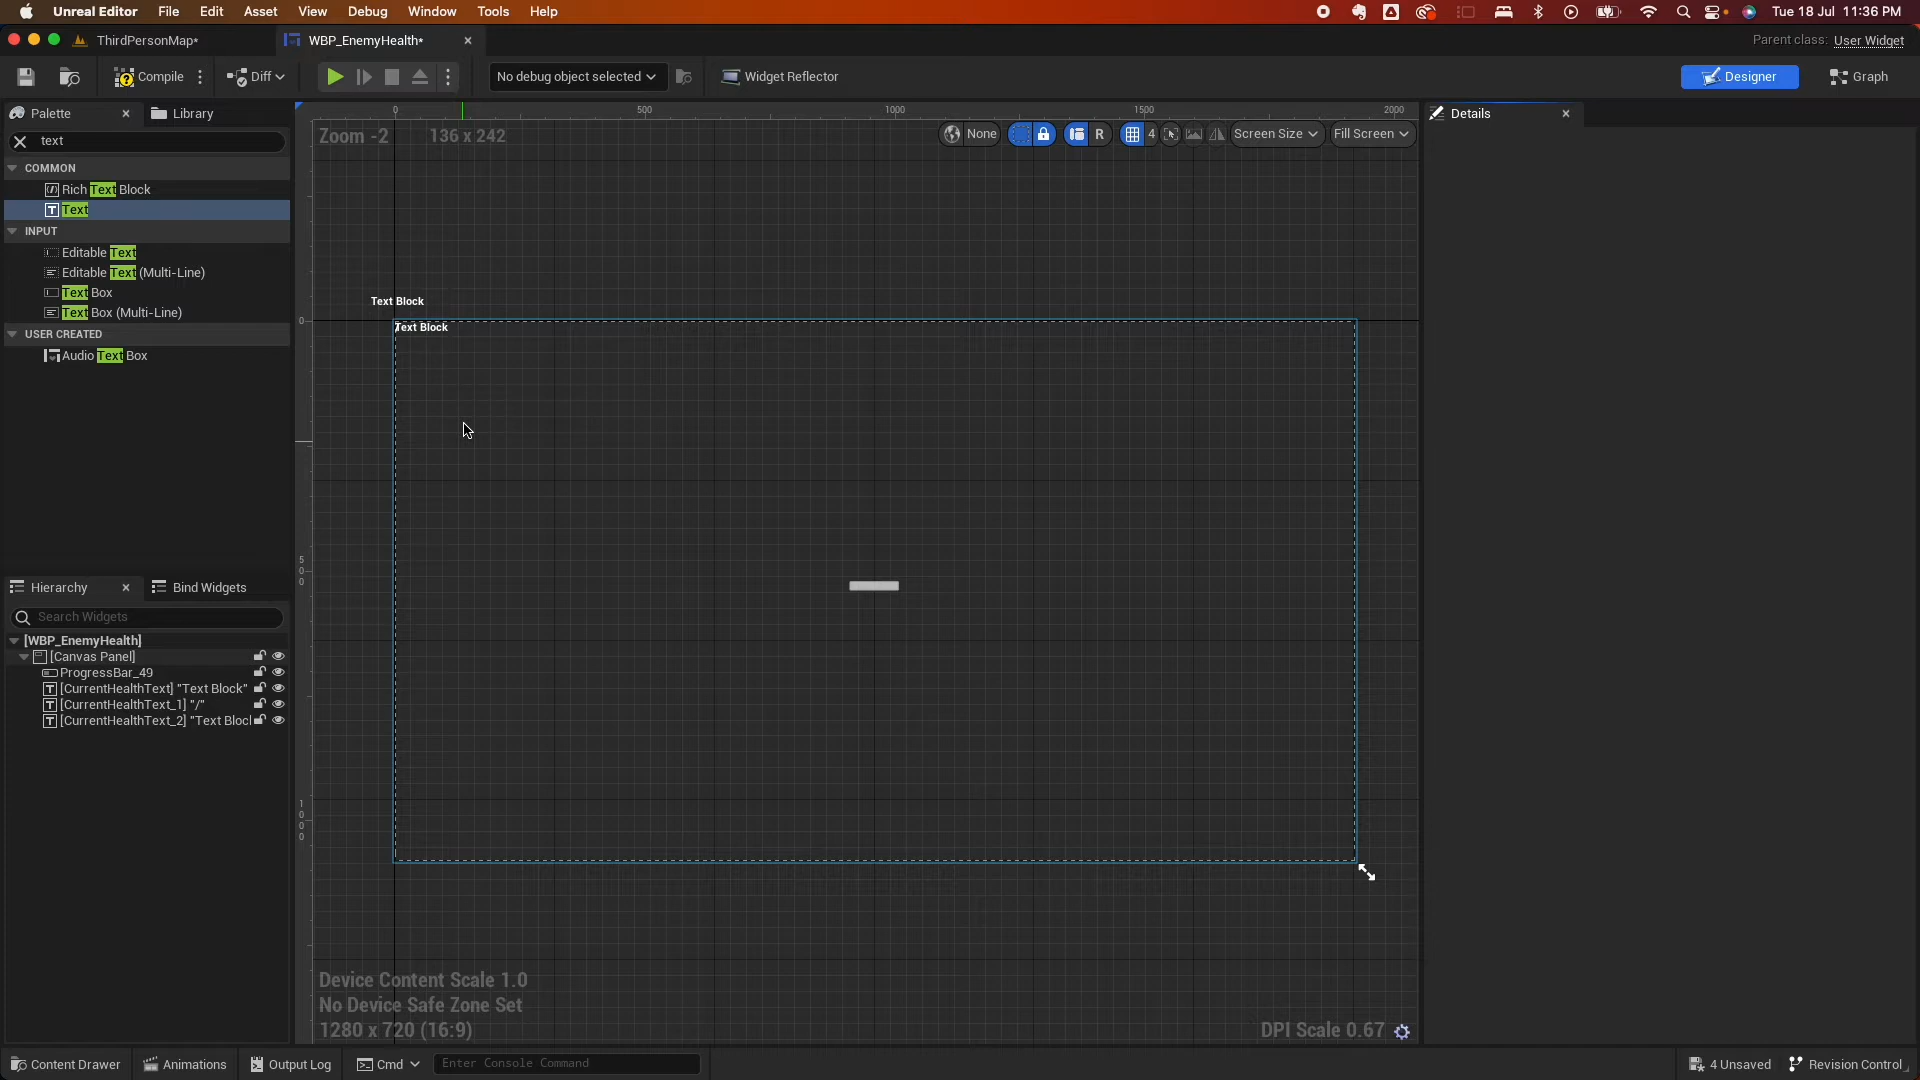 Unreal Editor File Edit Asset View Debug Window Tools Help Tue 18 Jul 11:36 PM
ThirdPersonMap* WBP_EnemyHealth* Parent class: User Widget
Compile Diff No debug object selected Widget Reflector Designer Graph
Palette Library Details
text
Zoom -2 136 x 242 None R 4 Screen Size Fill Screen
0 500 1000 1500 2000
COMMON
Rich Text Block
Text
INPUT
Editable Text
Editable Text (Multi-Line)
Text Box
Text Box (Multi-Line)
USER CREATED
Audio Text Box
Text Block
Text Block
0
500
1000
Hierarchy Bind Widgets
Search Widgets
[WBP_EnemyHealth]
[Canvas Panel]
ProgressBar_49
[CurrentHealthText] "Text Block"
[CurrentHealthText_1] "/"
[CurrentHealthText_2] "Text Block
Device Content Scale 1.0
No Device Safe Zone Set
1280 x 720 (16:9) DPI Scale 0.67
Content Drawer Animations Output Log Cmd Enter Console Command 4 Unsaved Revision Control